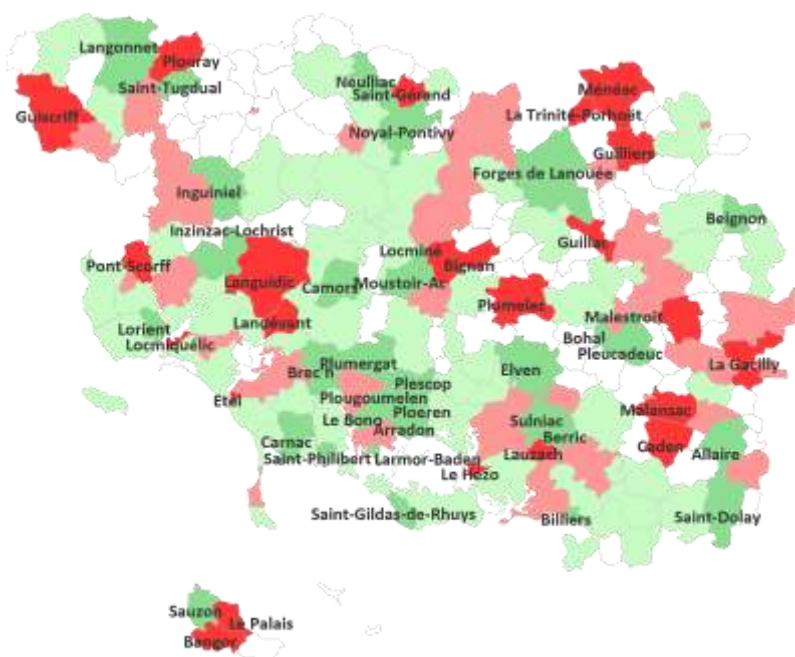 Langonnet
Plouray
Saint-Tugdual
Guiscriff
Neulliac
Saint-Gérand
Noyal-Pontivy
Ménéac
La Trinité-Porhoët
Guilliers
Forges de Lanouée
Inguiniel
Beignon
Inzinzac-Lochrist
Guillac
Locminé
Bignan
Pont-Scorff
Languidic
Camors
Moustoir-Ac
Plumelec
Malestroit
Lorient
Landévant
Bohal
Locmiquélic
Pleucadeuc
La Gacilly
Brec'h
Plumergat
Elven
Plescop
Etel
Plougoumelen
Malansac
Le Bono
Ploeren
Sulniac
Arradon
Berric
Carnac
Caden
Allaire
Saint-Philibert
Larmor-Baden
Lauzach
Le Hézo
Saint-Gildas-de-Rhuys
Billiers
Saint-Dolay
Sauzon
Le Palais
Bangor